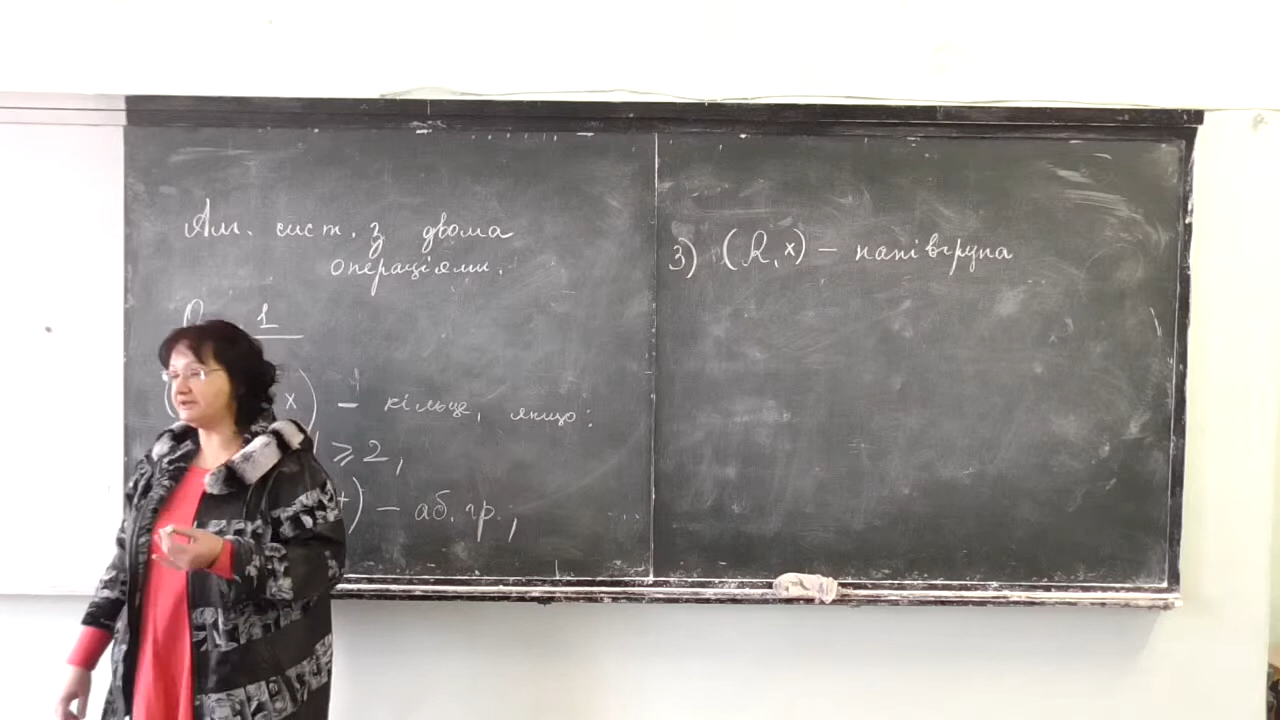 Алг. сист. з двома
операціями.
1
x) – кільце, якщо:
≥ 2,
+) – аб. гр.;
3) (R, x) – напівгрупа